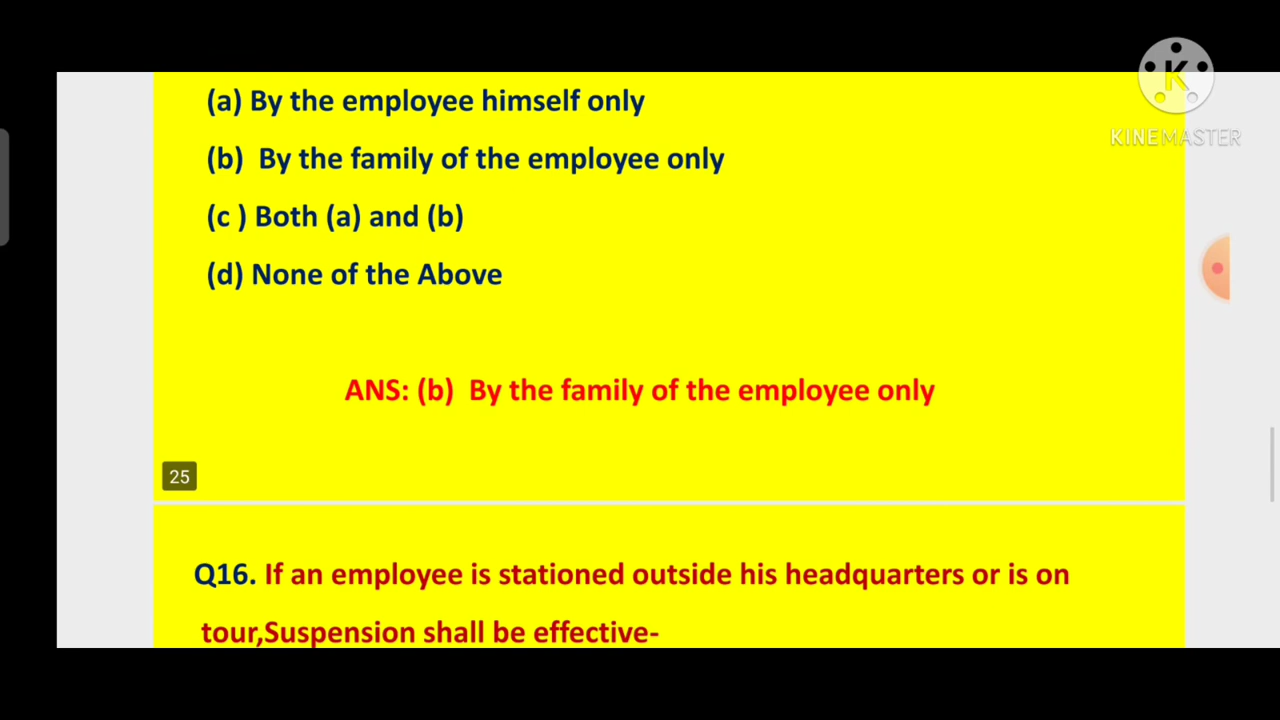 (a) By the employee himself only
K
KINEMASTER
(b)  By the family of the employee only
(c ) Both (a) and (b)
(d) None of the Above
ANS: (b)  By the family of the employee only
25
Q16. If an employee is stationed outside his headquarters or is on
tour,Suspension shall be effective-